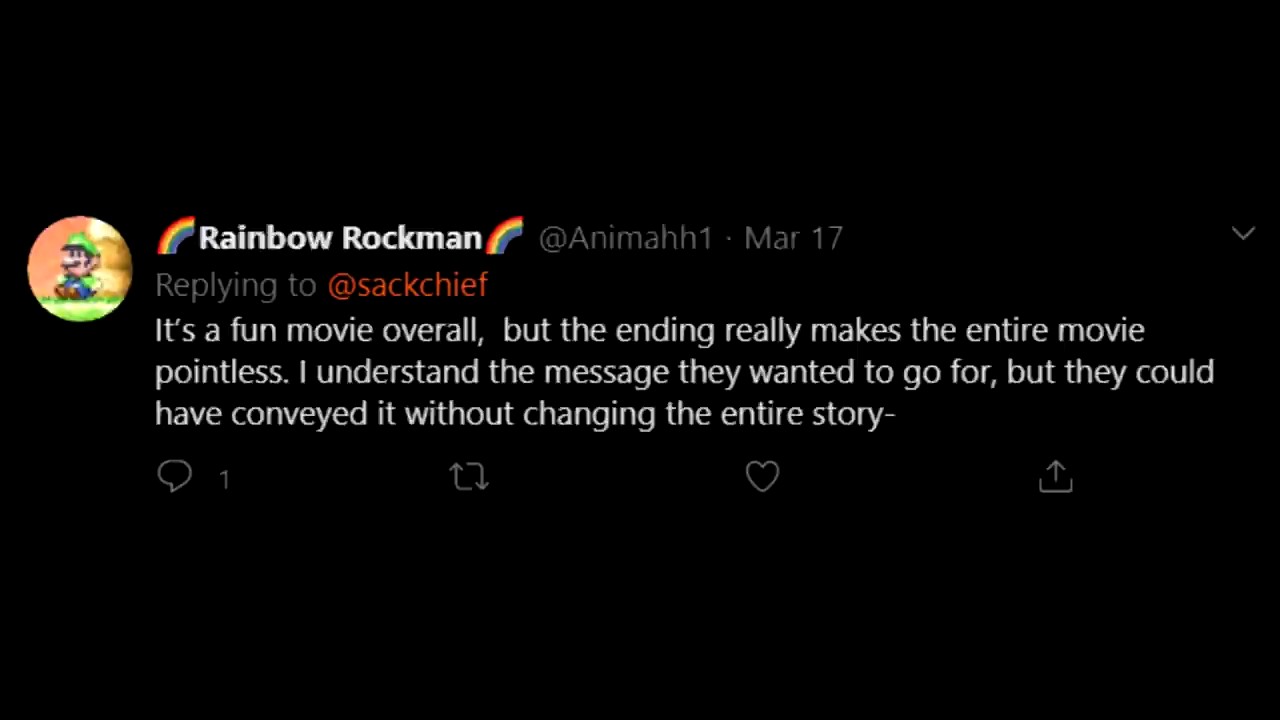 🌈Rainbow Rockman🌈 @Animahh1 · Mar 17
Replying to @sackchief
It’s a fun movie overall,  but the ending really makes the entire movie
pointless. I understand the message they wanted to go for, but they could
have conveyed it without changing the entire story-
1